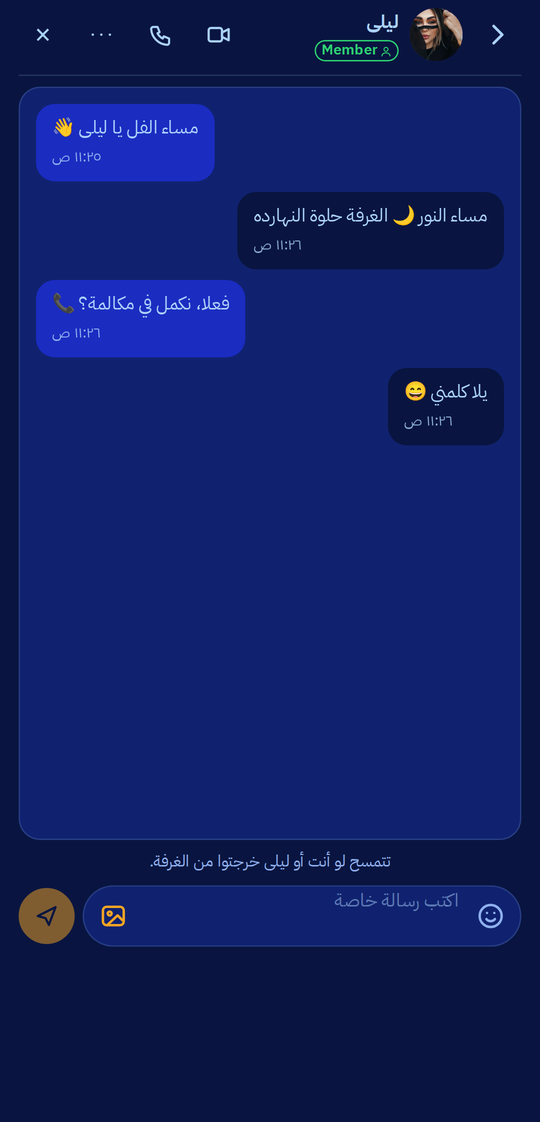 ليلى
Member
مساء الفل يا ليلى 👋
١١:٢٥ ص
مساء النور 🌙 الغرفة حلوة النهارده
١١:٢٦ ص
فعلا، نكمل في مكالمة؟ 📞
١١:٢٦ ص
يلا كلمني 😄
١١:٢٦ ص
تتمسح لو أنت أو ليلى خرجتوا من الغرفة.
اكتب رسالة خاصة